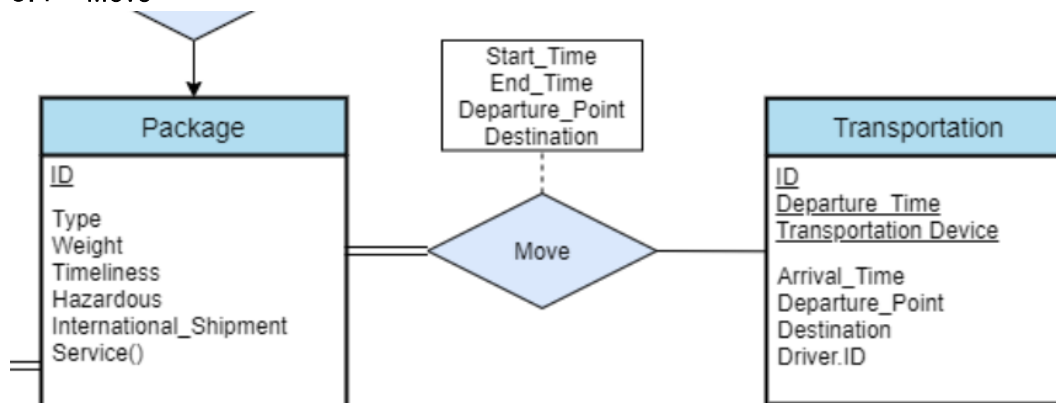 Start_Time
End_Time
Departure_Point
Destination
Package
ID
Type
Weight
Timeliness
Hazardous
International_Shipment
Service()
Move
Transportation
ID
Departure_Time
Transportation Device
Arrival_Time
Departure_Point
Destination
Driver.ID